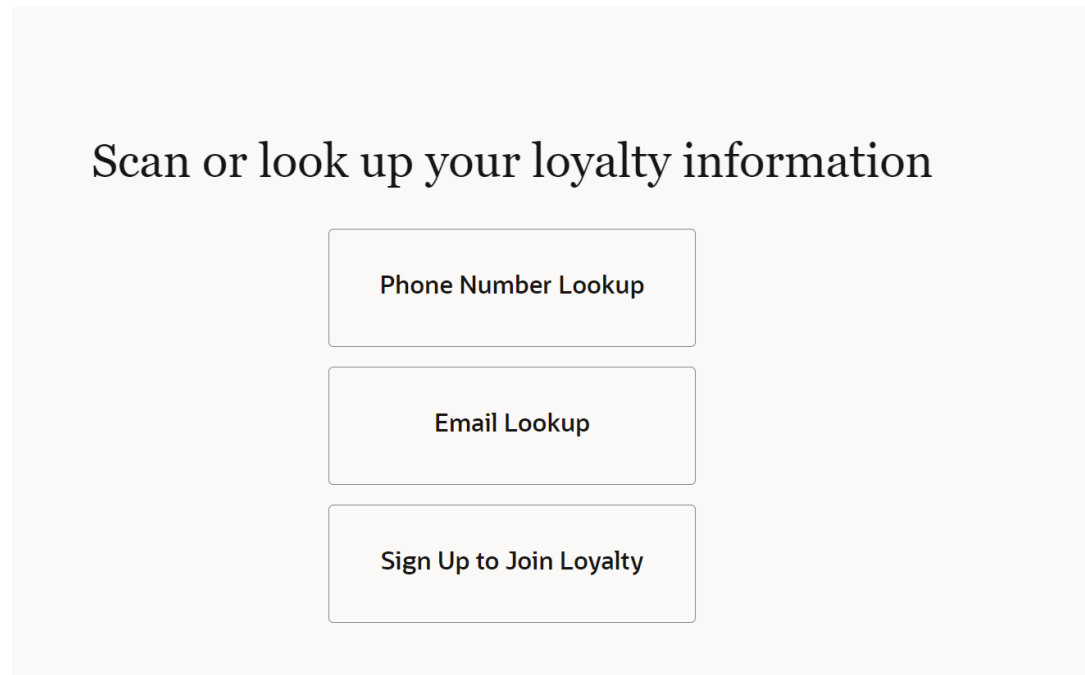 Scan or look up your loyalty information
Phone Number Lookup
Email Lookup
Sign Up to Join Loyalty